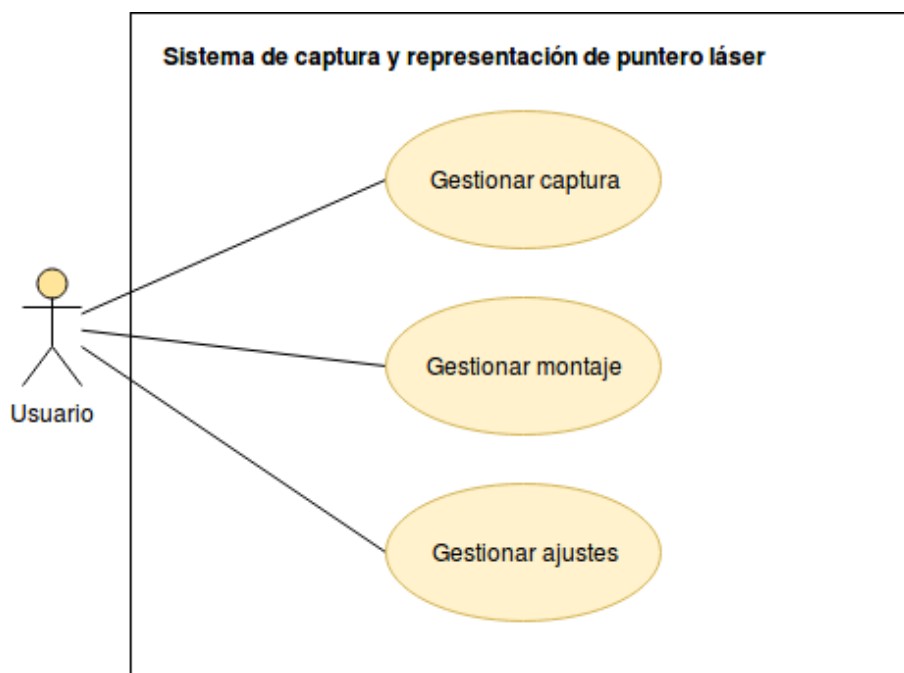 Sistema de captura y representación de puntero láser
Gestionar captura
Gestionar montaje
Usuario
Gestionar ajustes